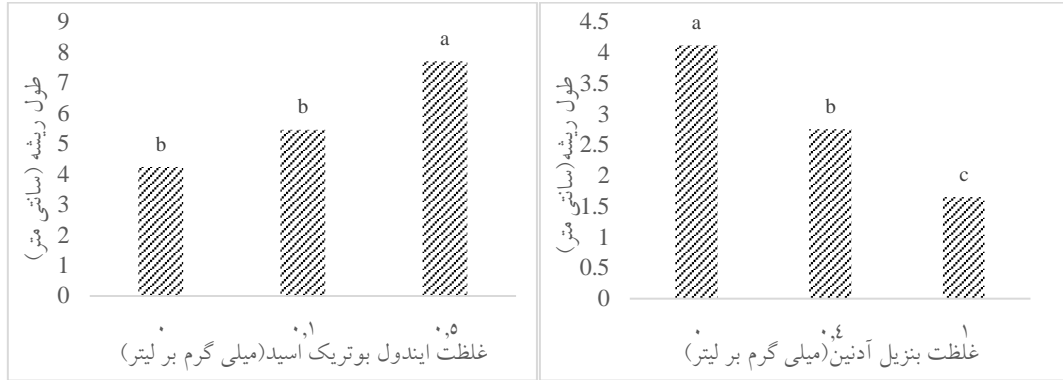 طول ریشه (سانتی متر)
9
8
7
6
5
4
3
2
1
0
b
b
a
۰
۰,۱
۰,۵
غلظت ایندول بوتریک اسید(میلی گرم بر لیتر)
طول ریشه(سانتی متر)
4.5
4
3.5
3
2.5
2
1.5
1
0.5
0
a
b
c
۰
۰,٤
۱
غلظت بنزیل آدنین(میلی گرم بر لیتر)